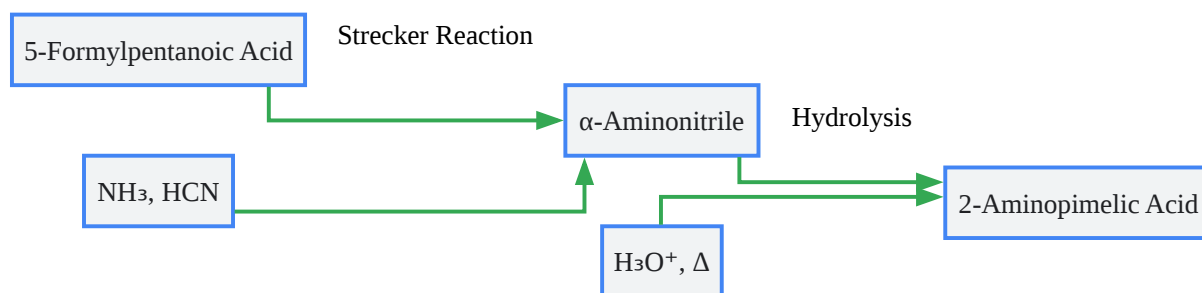 5-Formylpentanoic Acid
Strecker Reaction
α-Aminonitrile
Hydrolysis
NH₃, HCN
2-Aminopimelic Acid
H₃O⁺, Δ